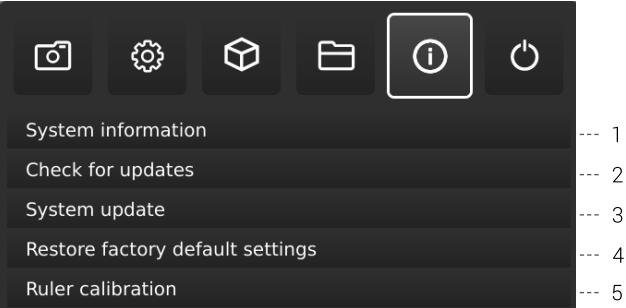 System information --- 1
Check for updates --- 2
System update --- 3
Restore factory default settings --- 4
Ruler calibration --- 5